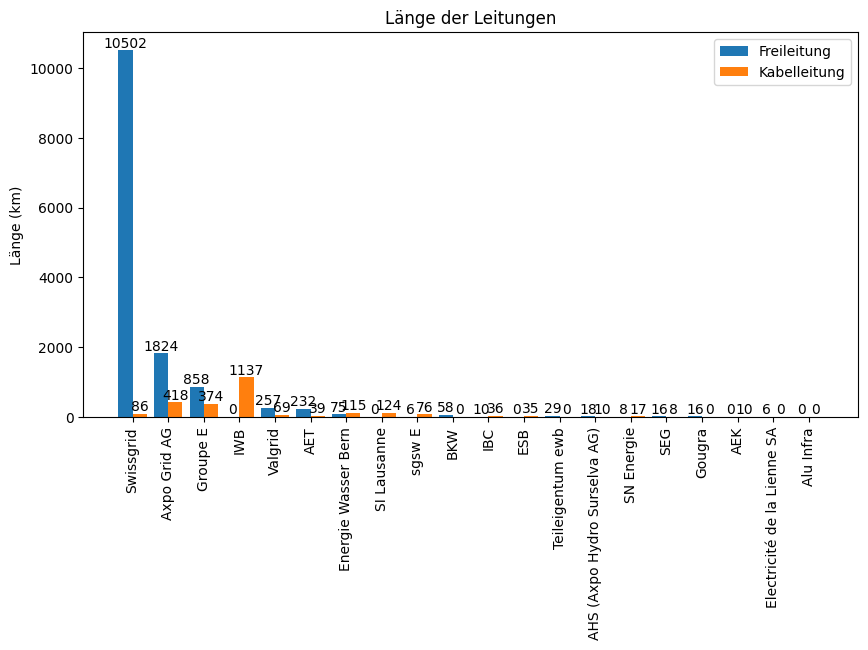 Länge der Leitungen
Freileitung
Kabelleitung
Länge (km)
10000
8000
6000
4000
2000
0
10502 86
1824 418
858 374
0 1137
257 69
232 39
75 115
0 124
6 76
58 0
10 36
0 35
29 0
18 10
8 17
16 8
16 0
0 10
6 0
0 0
Swissgrid
Axpo Grid AG
Groupe E
IWB
Valgrid
AET
Energie Wasser Bern
SI Lausanne
sgsw E
BKW
IBC
ESB
Teileigentum ewb
AHS (Axpo Hydro Surselva AG)
SN Energie
SEG
Gougra
AEK
Electricité de la Lienne SA
Alu Infra